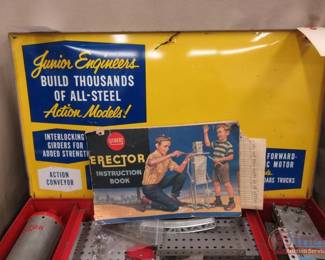 Junior Engineers
BUILD THOUSANDS
OF ALL-STEEL
Action Models!
INTERLOCKING
GIRDERS FOR
ADDED STRENGTH
ACTION
CONVEYOR
ERECTOR
INSTRUCTION
BOOK
FORWARD-
C MOTOR
OADS TRUCKS